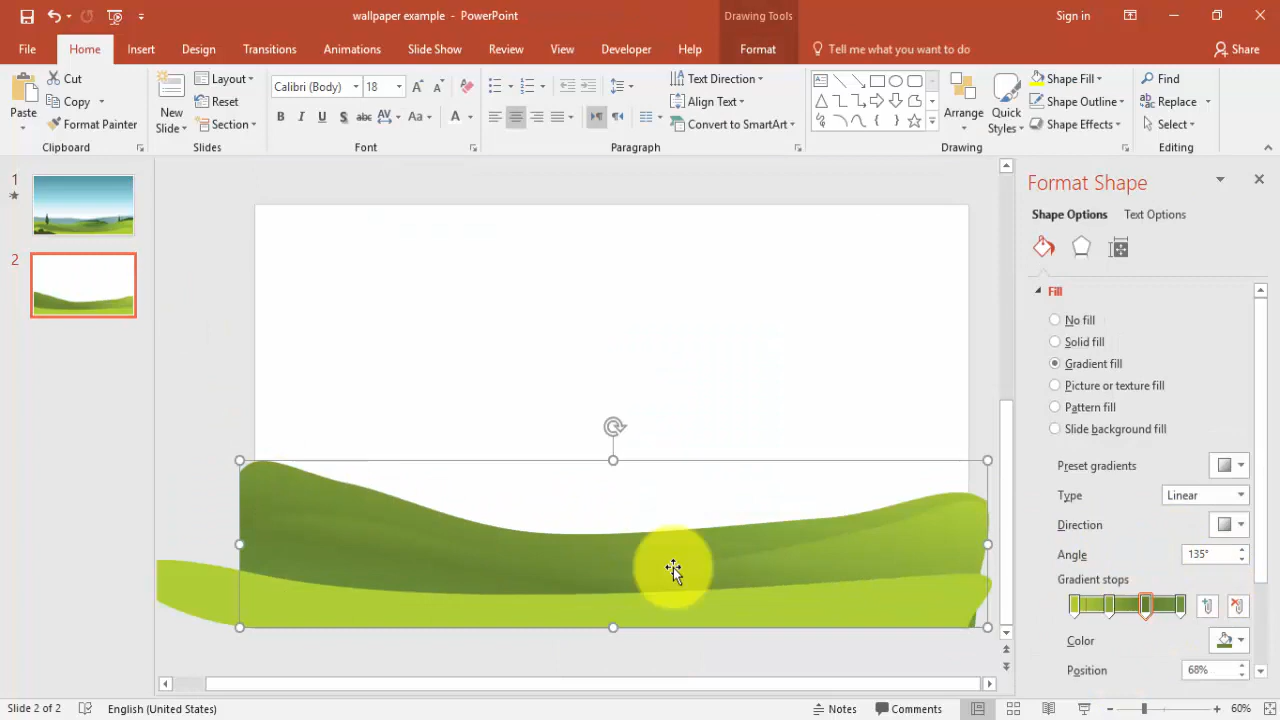 wallpaper example - PowerPoint
Drawing Tools
Sign in
File Home Insert Design Transitions Animations Slide Show Review View Developer Help Format Tell me what you want to do Share
Paste
Cut
Copy
Format Painter
Clipboard
New Slide
Layout
Reset
Section
Slides
Calibri (Body) 18
B I U S abc AV Aa A
Font
Text Direction
Align Text
Convert to SmartArt
Paragraph
Arrange
Quick Styles
Shape Fill
Shape Outline
Shape Effects
Drawing
Find
Replace
Select
Editing
1
2
Format Shape
Shape Options Text Options
Fill
No fill
Solid fill
Gradient fill
Picture or texture fill
Pattern fill
Slide background fill
Preset gradients
Type Linear
Direction
Angle 135°
Gradient stops
Color
Position 68%
Slide 2 of 2 English (United States) Notes Comments 60%